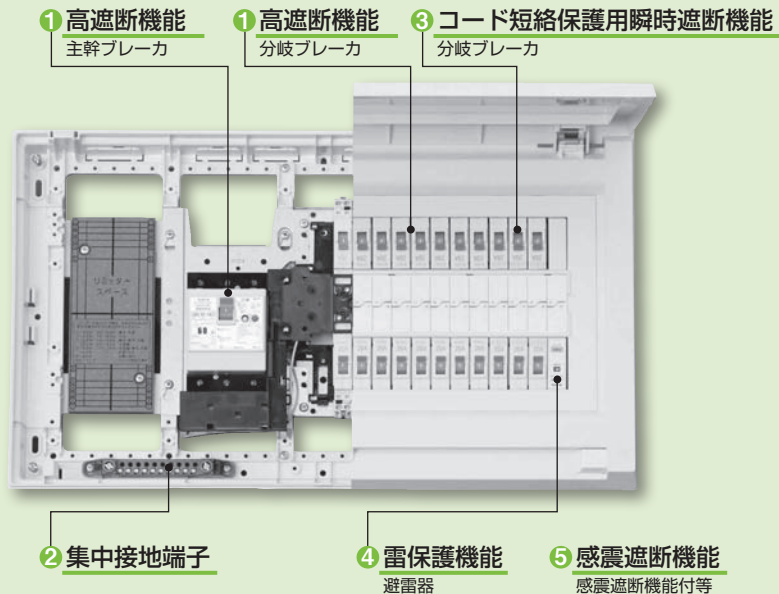 ❶高遮断機能
主幹ブレーカ
❶高遮断機能
分岐ブレーカ
❸コード短絡保護用瞬時遮断機能
分岐ブレーカ
リミッター
スペース
❷集中接地端子
❹雷保護機能
避雷器
❺感震遮断機能
感震遮断機能付等